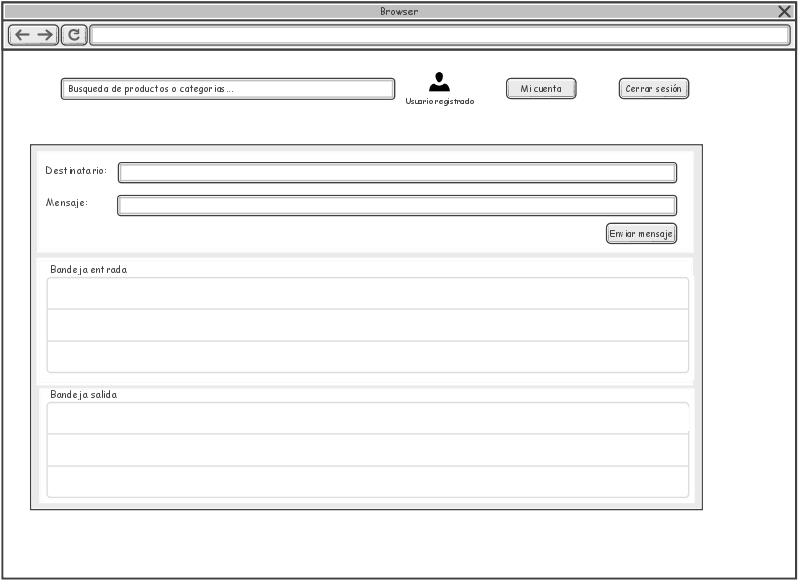 Browser
Busqueda de productos o categorias...
Usuario registrado
Mi cuenta
Cerrar sesión
Destinatario:
Mensaje:
Enviar mensaje
Bandeja entrada
Bandeja salida